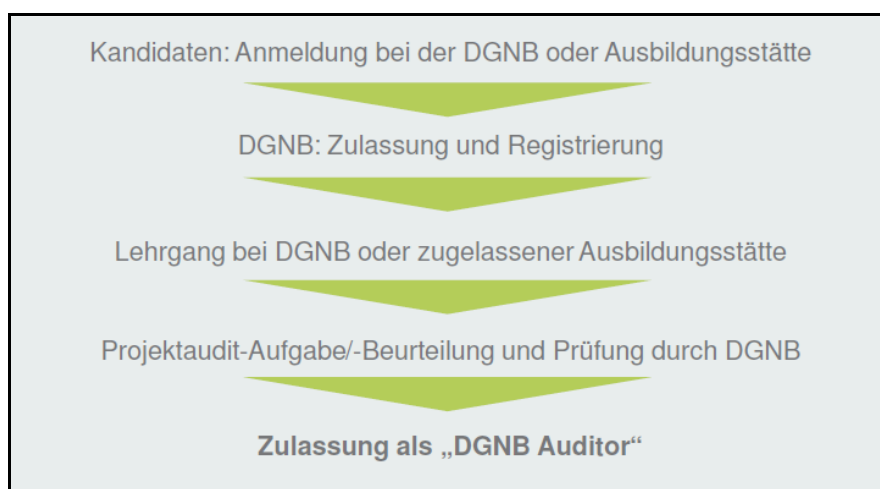 Kandidaten: Anmeldung bei der DGNB oder Ausbildungsstätte
DGNB: Zulassung und Registrierung
Lehrgang bei DGNB oder zugelassener Ausbildungsstätte
Projektaudit-Aufgabe/-Beurteilung und Prüfung durch DGNB
Zulassung als „DGNB Auditor“